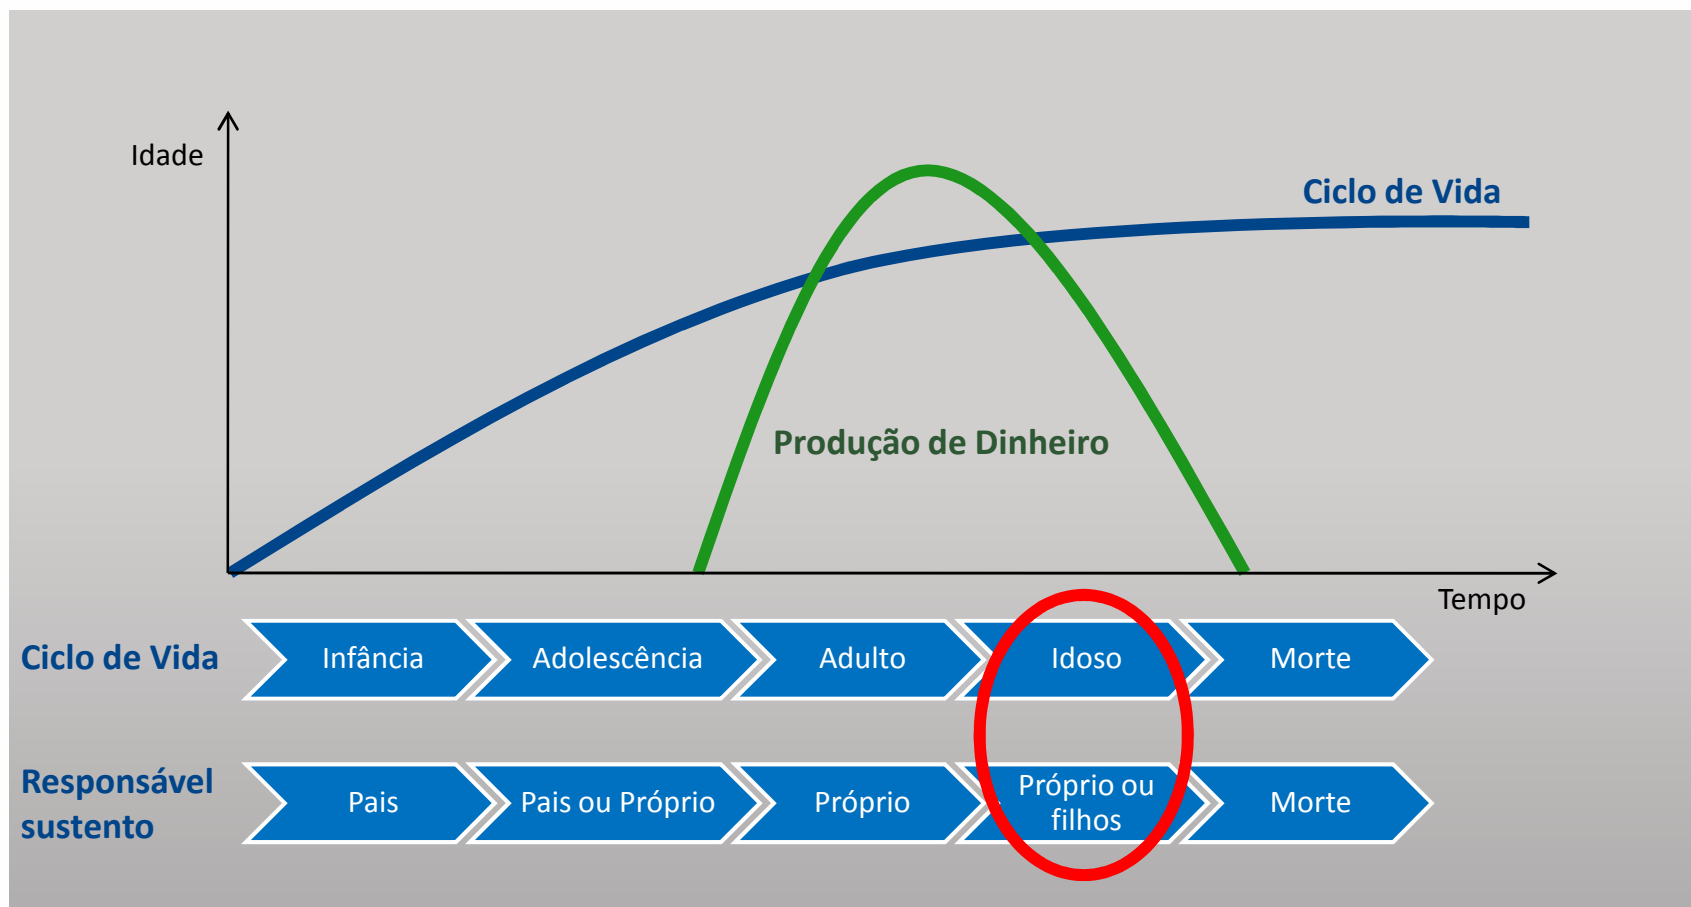 Idade
Ciclo de Vida
Produção de Dinheiro
Tempo
Ciclo de Vida
Infância
Adolescência
Adulto
Idoso
Morte
Responsável
sustento
Pais
Pais ou Próprio
Próprio
Próprio ou
filhos
Morte